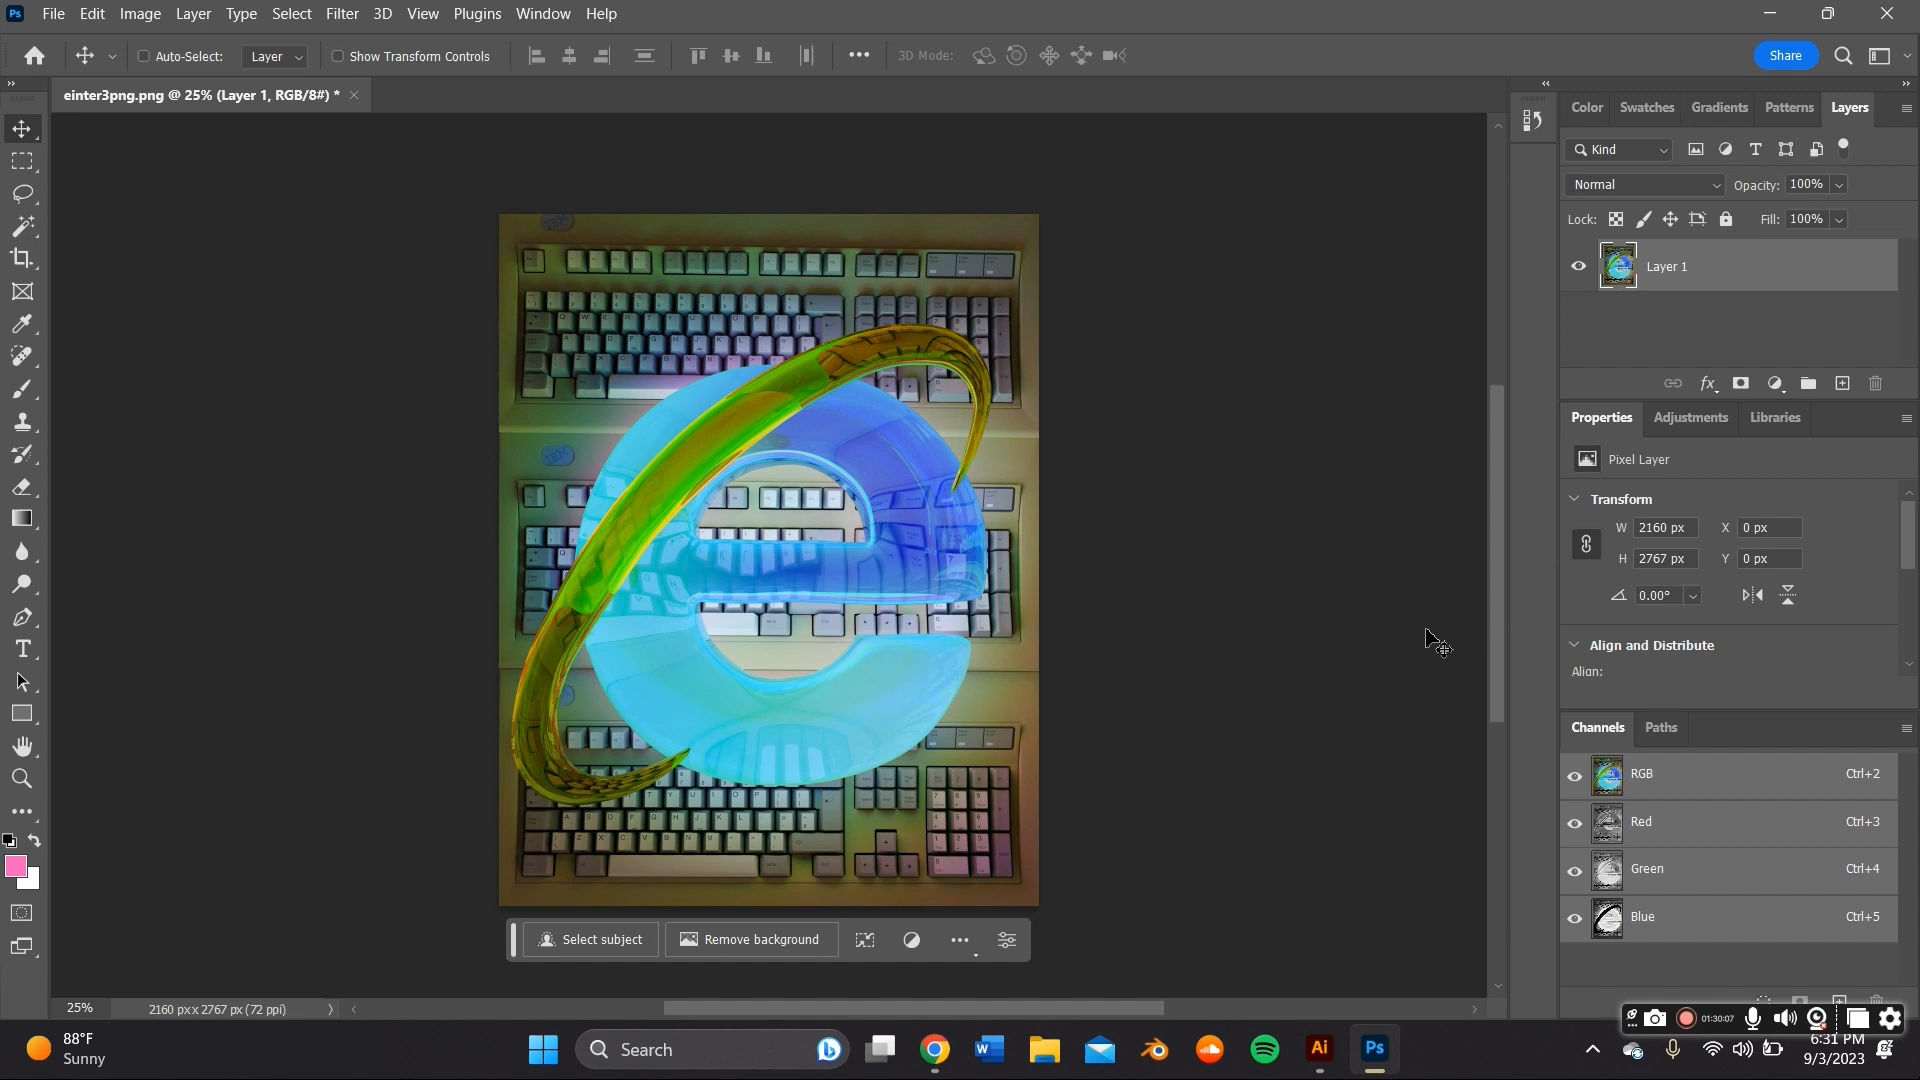 Ps File Edit Image Layer Type Select Filter 3D View Plugins Window Help
Auto-Select: Layer Show Transform Controls 3D Mode: Share
einter3png.png @ 25% (Layer 1, RGB/8#) *
Color Swatches Gradients Patterns Layers
Kind
Normal Opacity: 100%
Lock: Fill: 100%
Layer 1
fx
Properties Adjustments Libraries
Pixel Layer
Transform
W 2160 px X 0 px
H 2767 px Y 0 px
0.00°
Align and Distribute
Align:
Channels Paths
RGB Ctrl+2
Red Ctrl+3
Green Ctrl+4
Blue Ctrl+5
Select subject Remove background
25% 2160 px x 2767 px (72 ppi)
01:30:07
88°F
Sunny
Search
Ai Ps
6:31 PM
9/3/2023